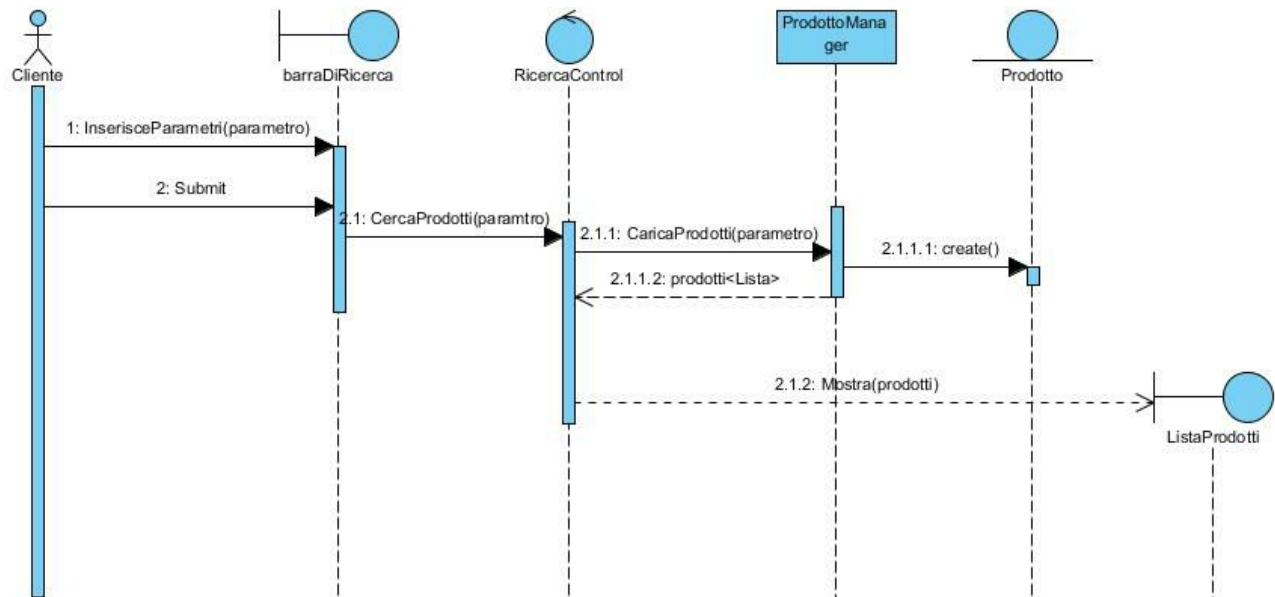 ProdottoMana
ger
Cliente
barraDiRicerca
RicercaControl
Prodotto
1: InserisceParametri(parametro)
2: Submit
2.1: CercaProdotti(paramtro)
2.1.1: CaricaProdotti(parametro)
2.1.1.1: create()
2.1.1.2: prodotti<Lista>
2.1.2: Mostra(prodotti)
ListaProdotti